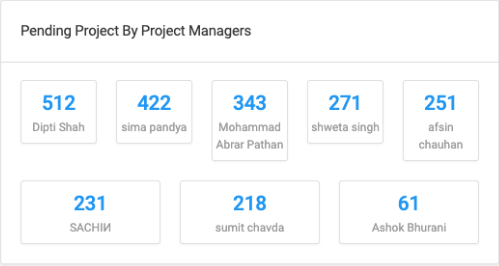 Pending Project By Project Managers
512
Dipti Shah
422
sima pandya
343
Mohammad
Abrar Pathan
271
shweta singh
251
afsin
chauhan
231
SACHIИ
218
sumit chavda
61
Ashok Bhurani